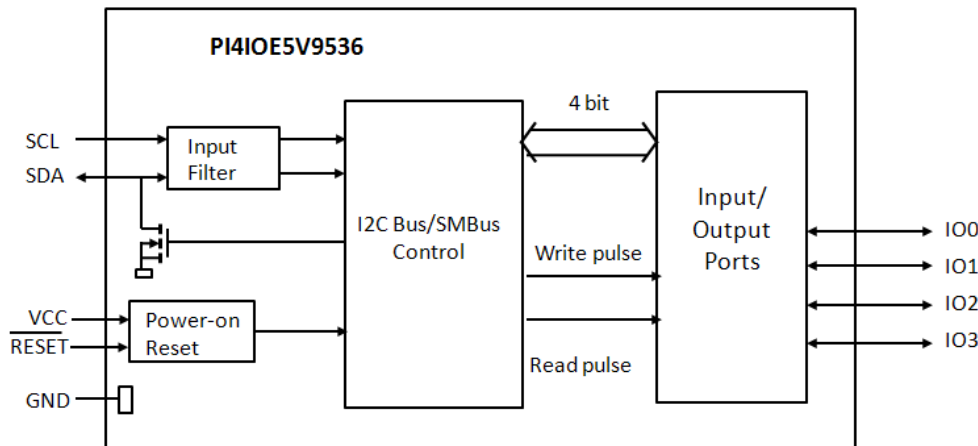 PI4IOE5V9536
SCL
SDA
Input
Filter
I2C Bus/SMBus
Control
4 bit
Write pulse
Read pulse
Input/
Output
Ports
IO0
IO1
IO2
IO3
VCC
RESET
Power-on
Reset
GND